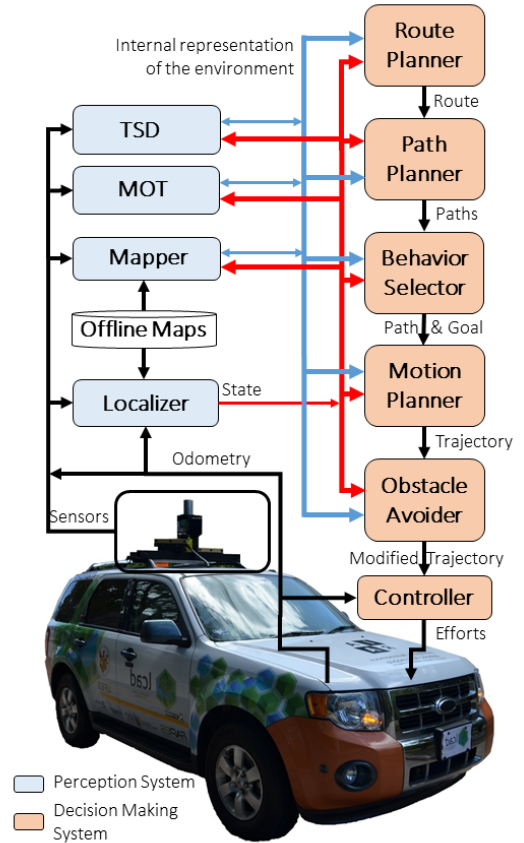 Internal representation
of the environment
Route
Planner
Route
TSD
Path
Planner
MOT
Paths
Mapper
Behavior
Selector
Offline Maps
Path & Goal
State
Localizer
Motion
Planner
Odometry
Trajectory
Sensors
Obstacle
Avoider
Modified Trajectory
Controller
Efforts
lcad
Perception System
Decision Making
System